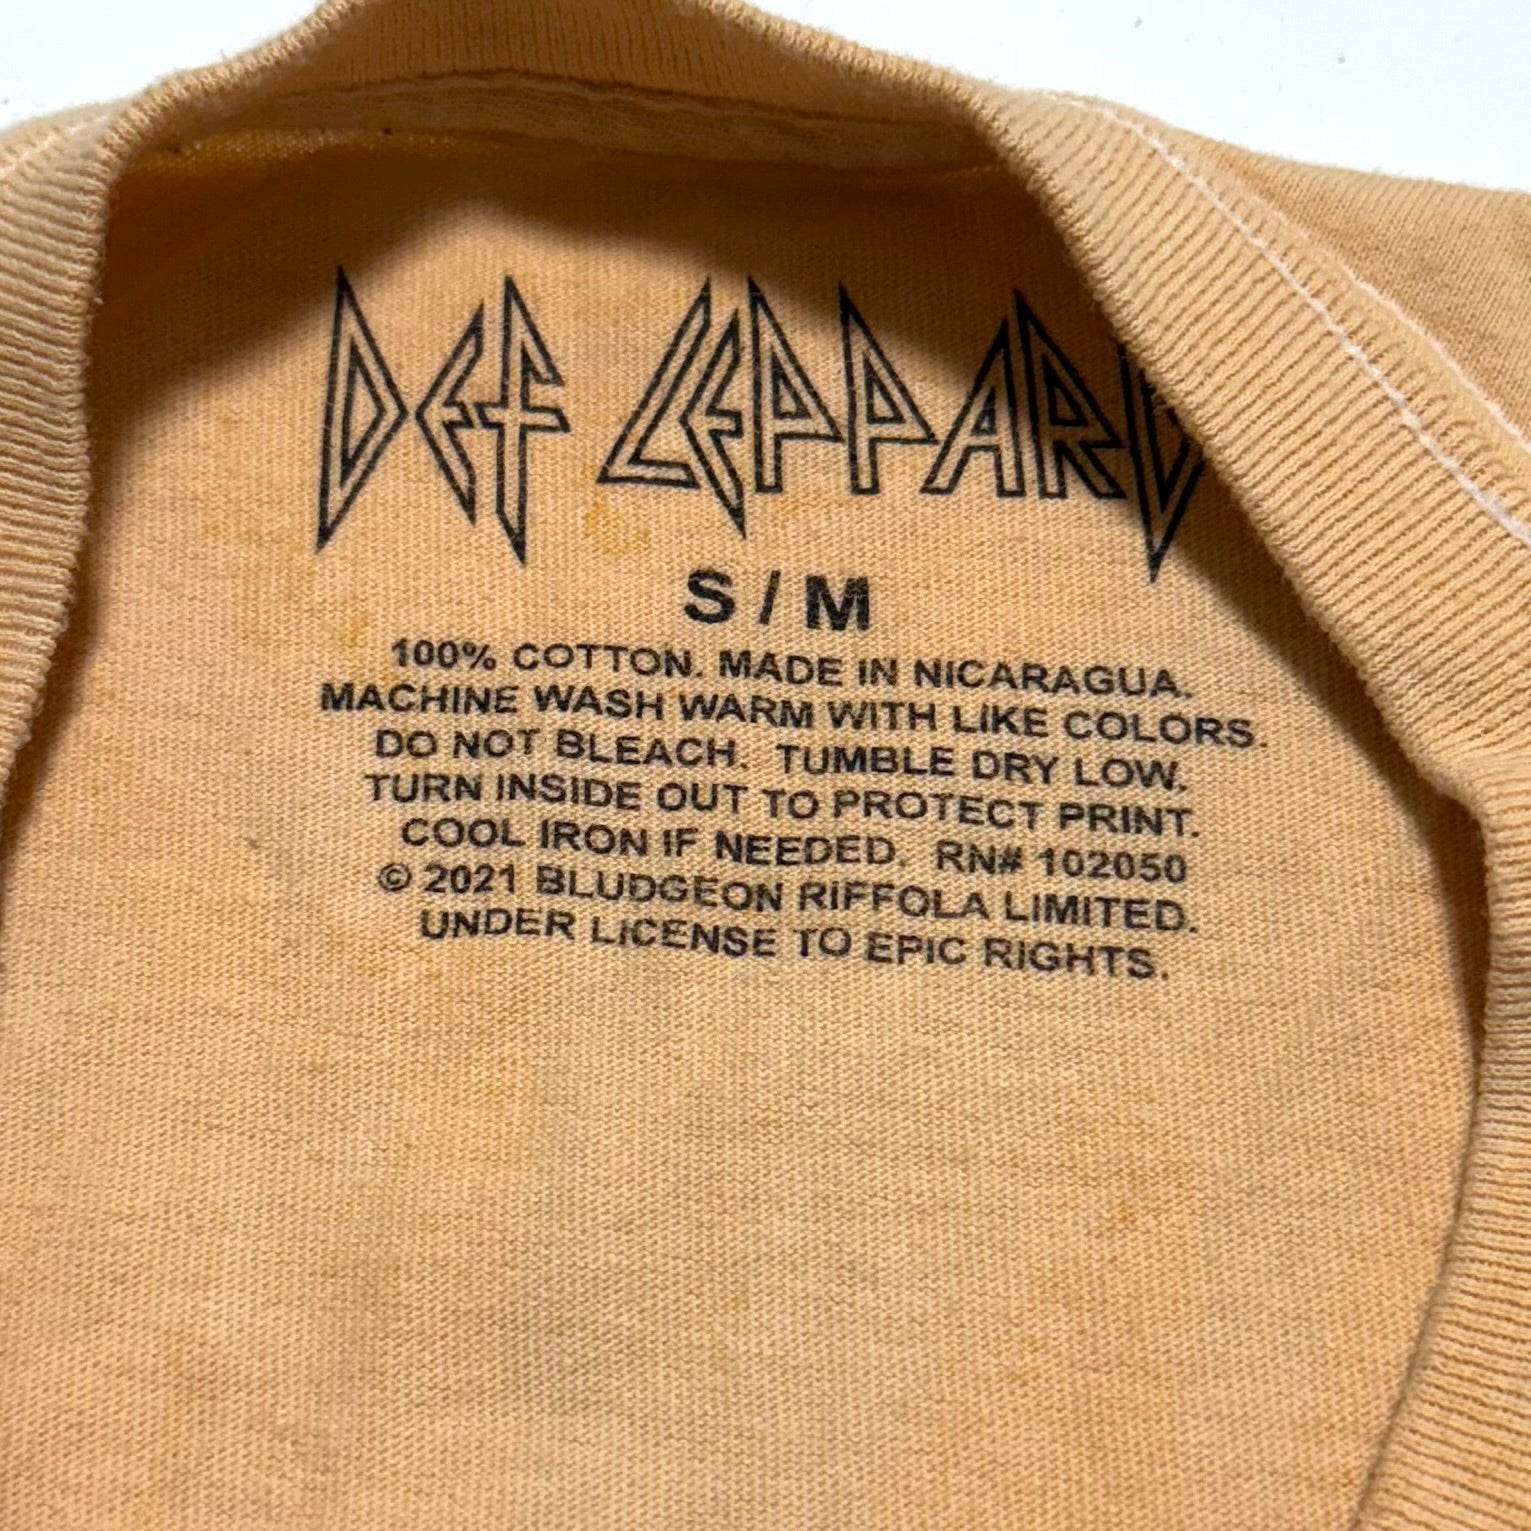 DEF LEPPARD
S / M
100% COTTON. MADE IN NICARAGUA.
MACHINE WASH WARM WITH LIKE COLORS.
DO NOT BLEACH. TUMBLE DRY LOW.
TURN INSIDE OUT TO PROTECT PRINT.
COOL IRON IF NEEDED. RN# 102050
© 2021 BLUDGEON RIFFOLA LIMITED.
UNDER LICENSE TO EPIC RIGHTS.